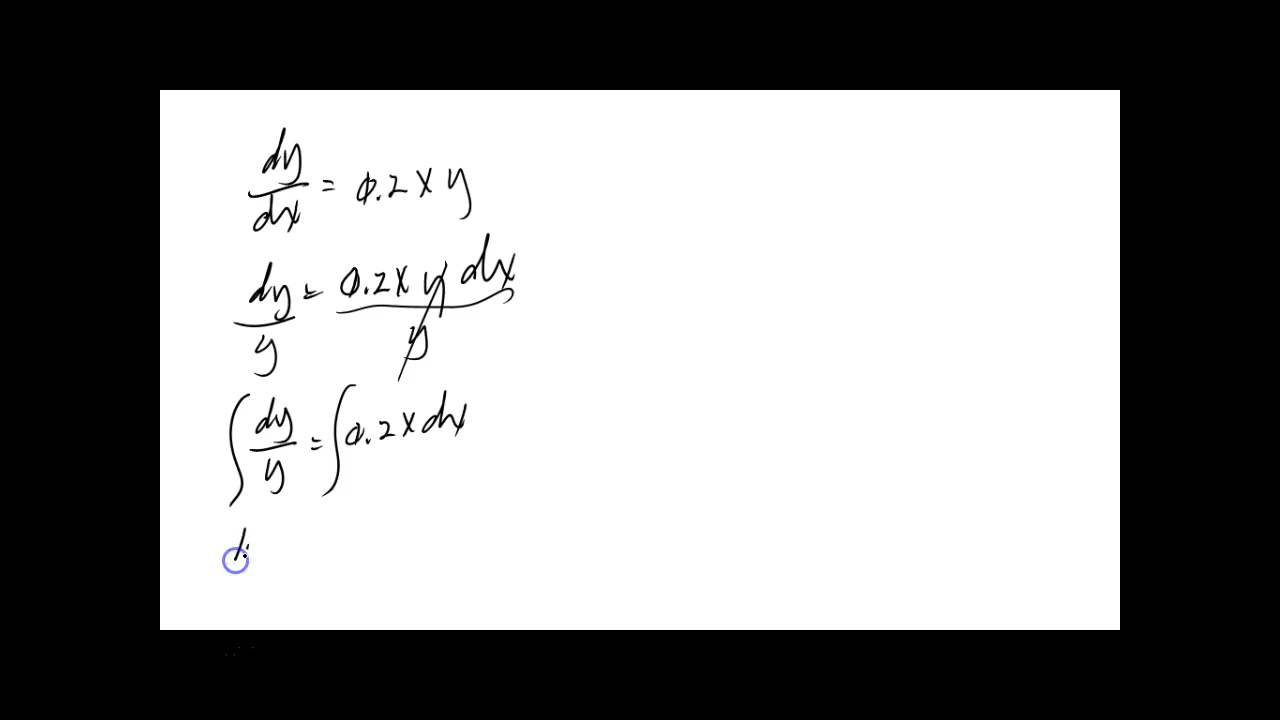 dy/dx = 0.2xy
dy/y = 0.2xy dx/y
∫ dy/y = ∫ 0.2x dx